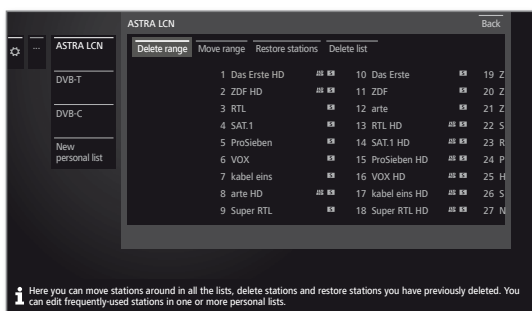 ASTRA LCN Back
... ASTRA LCN
DVB-T
DVB-C
New
personal list
Delete range Move range Restore stations Delete list
1 Das Erste HD 10 Das Erste 19 Z
2 ZDF HD 11 ZDF 20 Z
3 RTL 12 arte 21 Z
4 SAT.1 13 RTL HD 22 S
5 ProSieben 14 SAT.1 HD 23 R
6 VOX 15 ProSieben HD 24 P
7 kabel eins 16 VOX HD 25 H
8 arte HD 17 kabel eins HD 26 S
9 Super RTL 18 Super RTL HD 27 N
Here you can move stations around in all the lists, delete stations and restore stations you have previously deleted. You
can edit frequently-used stations in one or more personal lists.